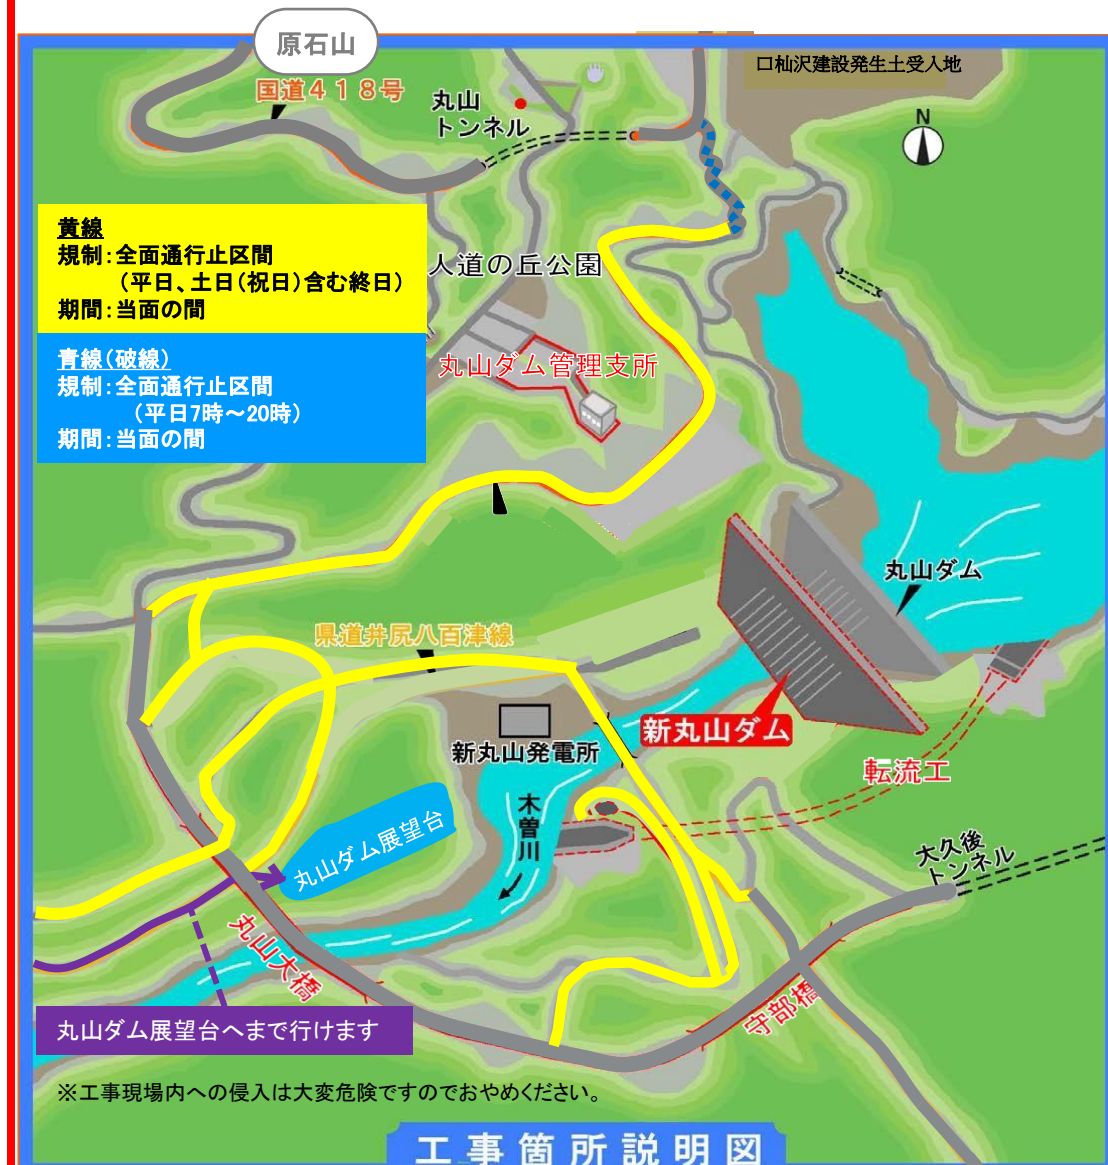 原石山
口杣沢建設発生土受入地
国道４１８号
丸山
トンネル
N
黄線
規制：全面通行止区間
（平日、土日（祝日）含む終日）
期間：当面の間
人道の丘公園
青線（破線）
規制：全面通行止区間
（平日7時～20時）
期間：当面の間
丸山ダム管理支所
丸山ダム
県道井尻八百津線
新丸山ダム
新丸山発電所
転流工
木曽川
丸山ダム展望台
大久後
トンネル
丸山大橋
守部橋
丸山ダム展望台へまで行けます
※工事現場内への侵入は大変危険ですのでおやめください。
工事箇所説明図